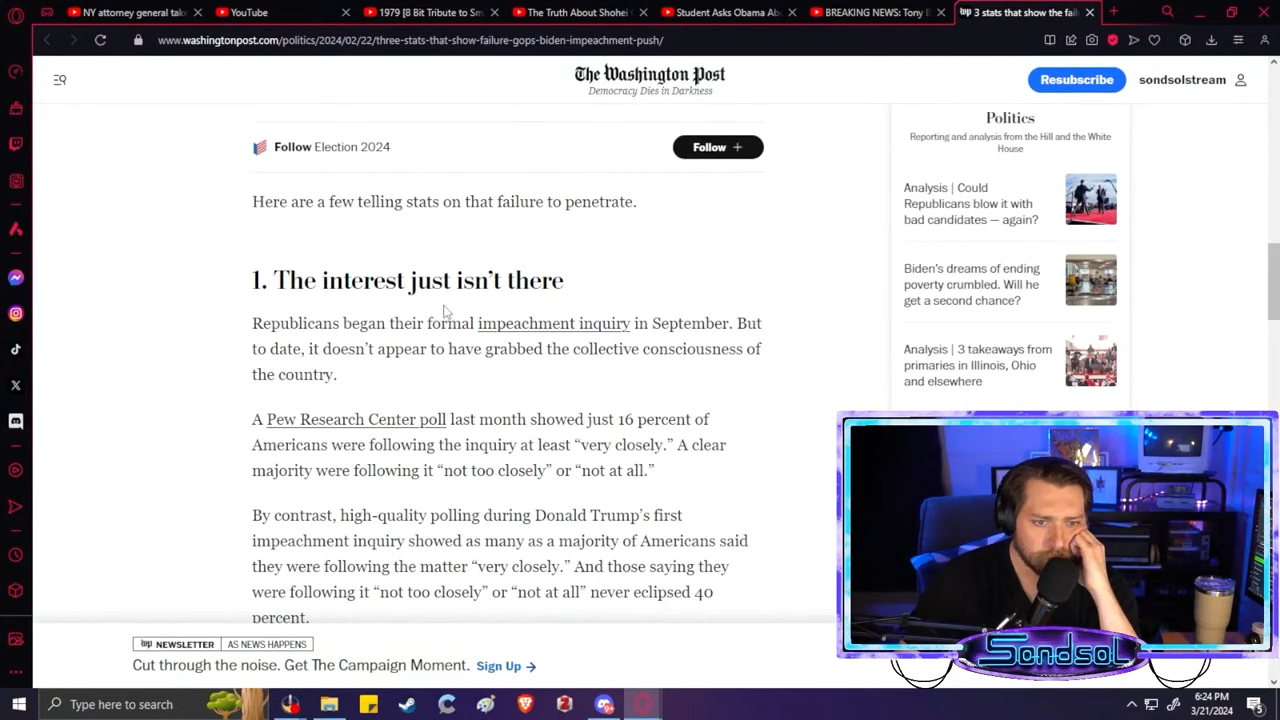 NY attorney general tak
YouTube
1979 [8 Bit Tribute to Sm
The Truth About Shohei
Student Asks Obama Ab
BREAKING NEWS: Tony B
3 stats that show the fai
www.washingtonpost.com/politics/2024/02/22/three-stats-that-show-failure-gops-biden-impeachment-push/
The Washington Post
Democracy Dies in Darkness
Resubscribe
sondsolstream
Follow Election 2024
Follow +
Here are a few telling stats on that failure to penetrate.
1. The interest just isn’t there
Republicans began their formal impeachment inquiry in September. But
to date, it doesn’t appear to have grabbed the collective consciousness of
the country.
A Pew Research Center poll last month showed just 16 percent of
Americans were following the inquiry at least “very closely.” A clear
majority were following it “not too closely” or “not at all.”
By contrast, high-quality polling during Donald Trump’s first
impeachment inquiry showed as many as a majority of Americans said
they were following the matter “very closely.” And those saying they
were following it “not too closely” or “not at all” never eclipsed 40
percent.
Politics
Reporting and analysis from the Hill and the White
House
Analysis | Could
Republicans blow it with
bad candidates — again?
Biden’s dreams of ending
poverty crumbled. Will he
get a second chance?
Analysis | 3 takeaways from
primaries in Illinois, Ohio
and elsewhere
wp NEWSLETTER AS NEWS HAPPENS
Cut through the noise. Get The Campaign Moment. Sign Up →
Sondsol
Type here to search
6:24 PM
3/21/2024